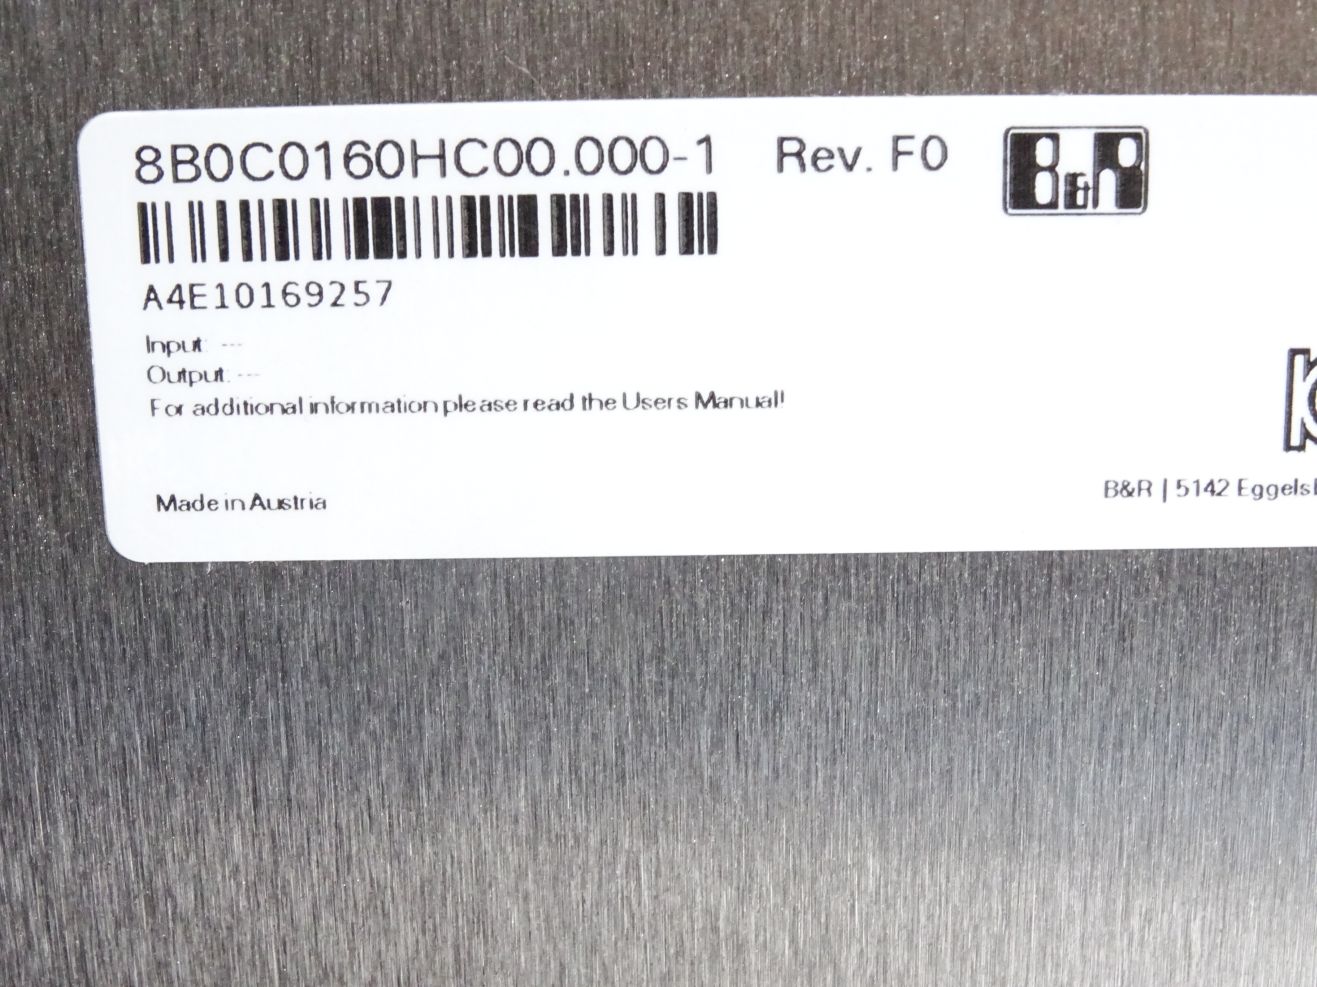 8B0C0160HC00.000-1 Rev. F0 B&R
A4E10169257
Input: ---
Output: ---
For additional information please read the Users Manual!
Made in Austria
B&R | 5142